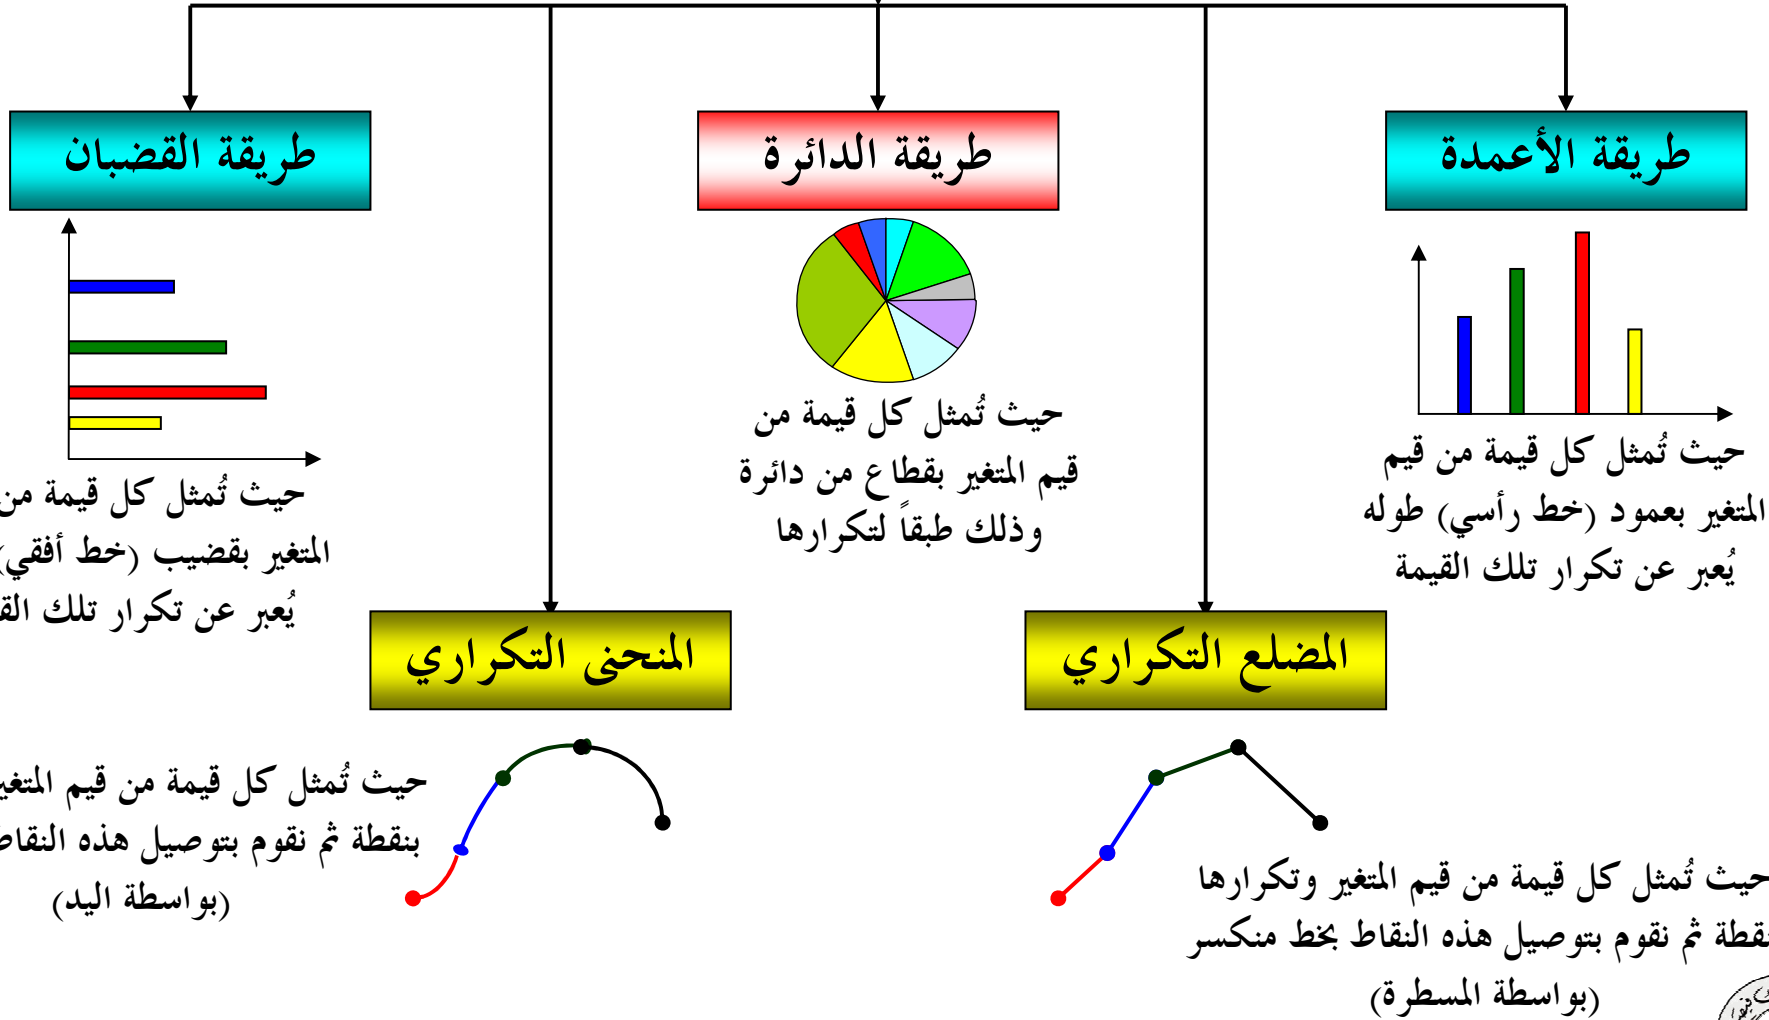 طريقة الأعمدة
حيث تُمثل كل قيمة من قيم
المتغير بعمود (خط رأسي) طوله
يُعبر عن تكرار تلك القيمة
طريقة الدائرة
حيث تُمثل كل قيمة من
قيم المتغير بقطاع من دائرة
وذلك طبقاً لتكرارها
طريقة القضبان
حيث تُمثل كل قيمة من
المتغير بقضيب (خط أفقي)
يُعبر عن تكرار تلك
المضلع التكراري
حيث تُمثل كل قيمة من قيم المتغير وتكرارها
نقطة ثم نقوم بتوصيل هذه النقاط بخط منكسر
(بواسطة المسطرة)
المنحنى التكراري
حيث تُمثل كل قيمة من قيم المتغير
بنقطة ثم نقوم بتوصيل هذه النقاط
(بواسطة اليد)